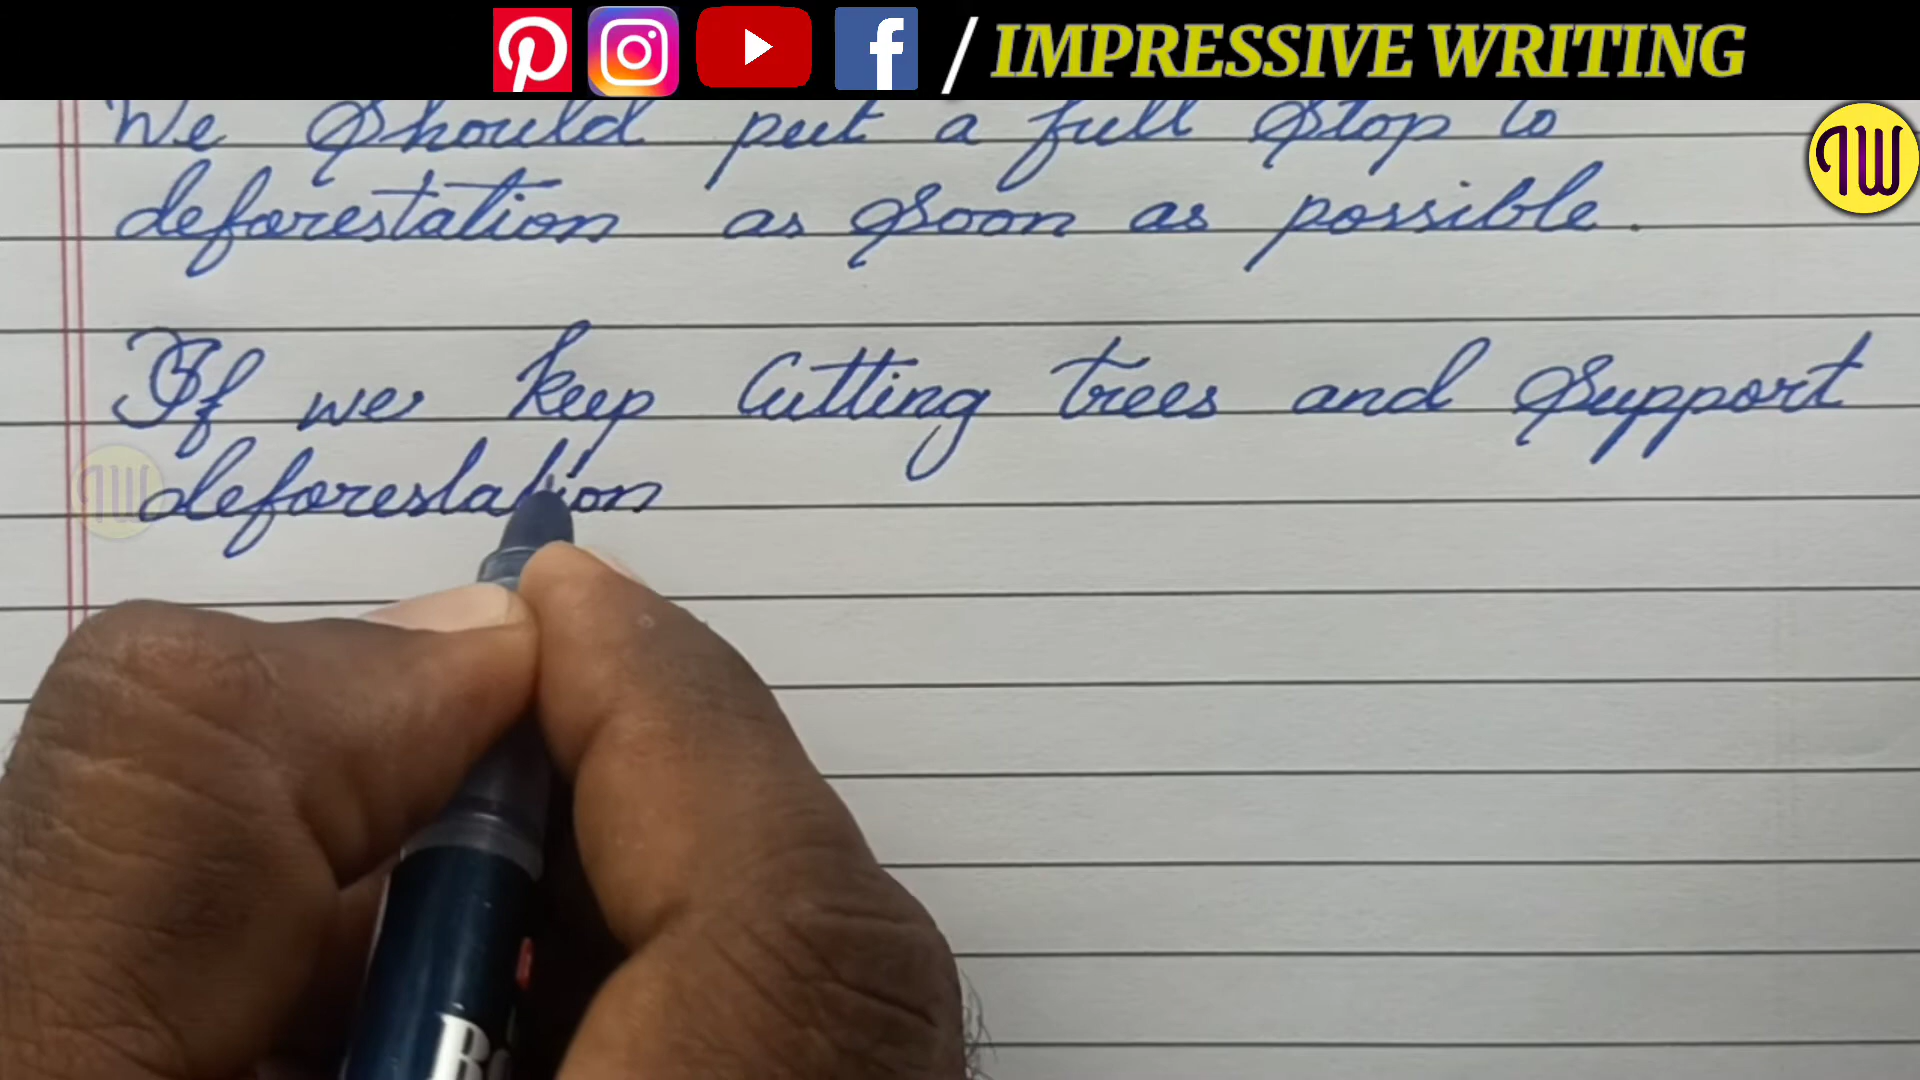 / IMPRESSIVE WRITING
IW
We Should put a full Stop to
deforestation as Soon as possible.
If we keep Cutting trees and Support
deforestation